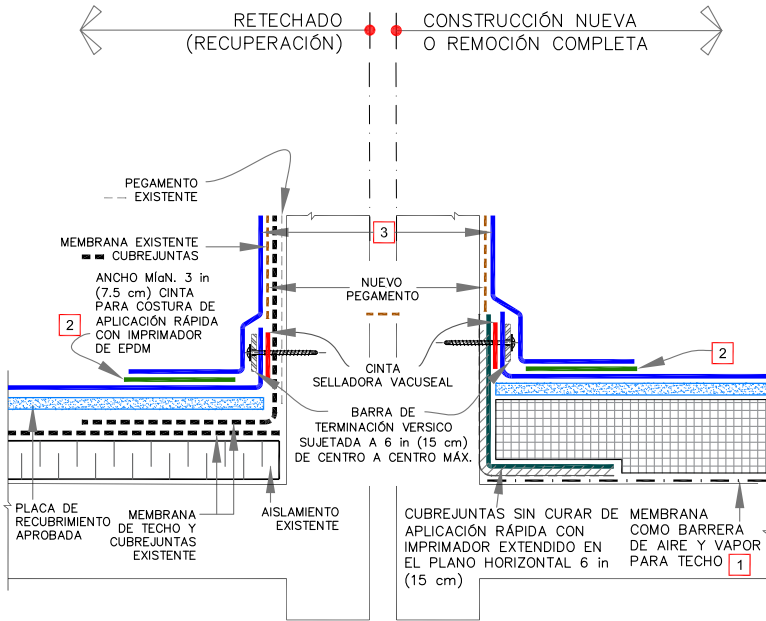 RETECHADO
(RECUPERACIÓN)
CONSTRUCCIÓN NUEVA
O REMOCIÓN COMPLETA
PEGAMENTO
EXISTENTE
MEMBRANA EXISTENTE
CUBREJUNTAS
ANCHO MÍaN. 3 in
(7.5 cm) CINTA
PARA COSTURA DE
APLICACIÓN RÁPIDA
CON IMPRIMADOR
DE EPDM
2
3
NUEVO
PEGAMENTO
2
CINTA
SELLADORA VACUSEAL
BARRA DE
TERMINACIÓN VERSICO
SUJETADA A 6 in (15 cm)
DE CENTRO A CENTRO MÁX.
PLACA DE
RECUBRIMIENTO
APROBADA
MEMBRANA
DE TECHO Y
CUBREJUNTAS
EXISTENTE
AISLAMIENTO
EXISTENTE
CUBREJUNTAS SIN CURAR DE
APLICACIÓN RÁPIDA CON
IMPRIMADOR EXTENDIDO EN
EL PLANO HORIZONTAL 6 in
(15 cm)
MEMBRANA
COMO BARRERA
DE AIRE Y VAPOR
PARA TECHO 1